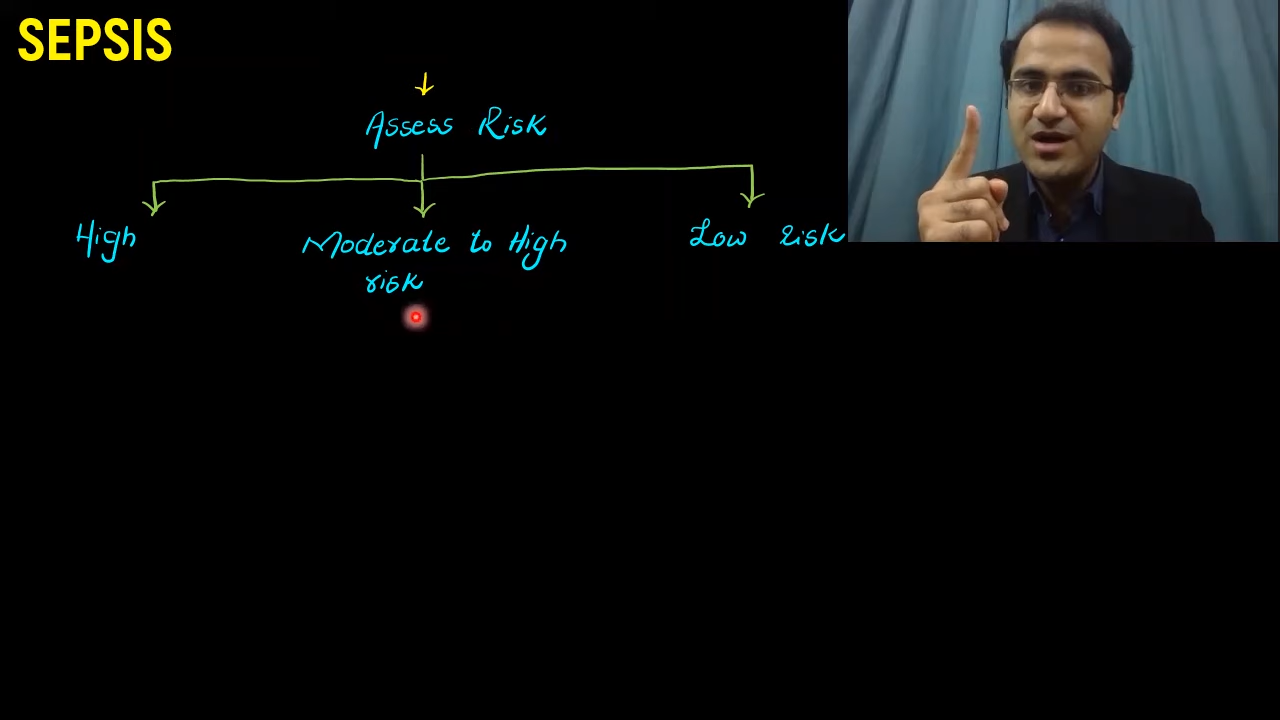 SEPSIS
Assess Risk
High
Moderate to High
risk
Low risk